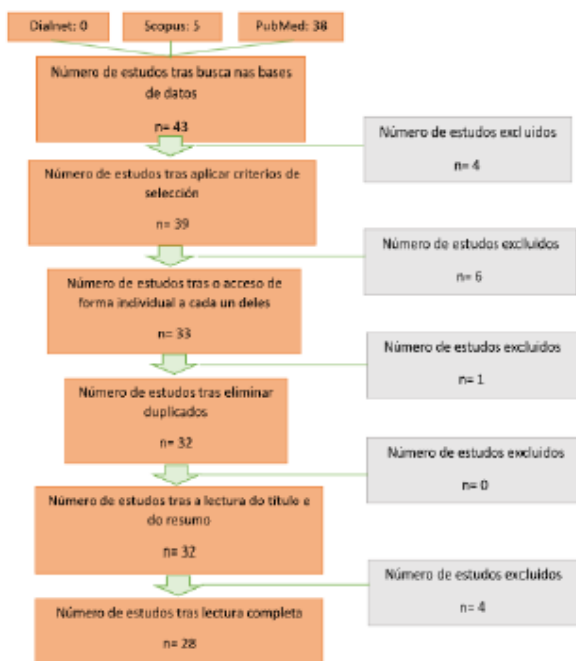 Dialnet: 0
Scopus: 5
PubMed: 38
Número de estudos tras busca nas bases
de datos
n= 43
Número de estudos excluidos
n= 4
Número de estudos tras aplicar criterios de
selección
n= 39
Número de estudos excluidos
n= 6
Número de estudos tras o acceso de
forma individual a cada un deles
n= 33
Número de estudos excluidos
n= 1
Número de estudos tras eliminar
duplicados
n= 32
Número de estudos excluidos
n= 0
Número de estudos tras a lectura do título e
do resumo
n= 32
Número de estudos excluidos
n= 4
Número de estudos tras lectura completa
n= 28